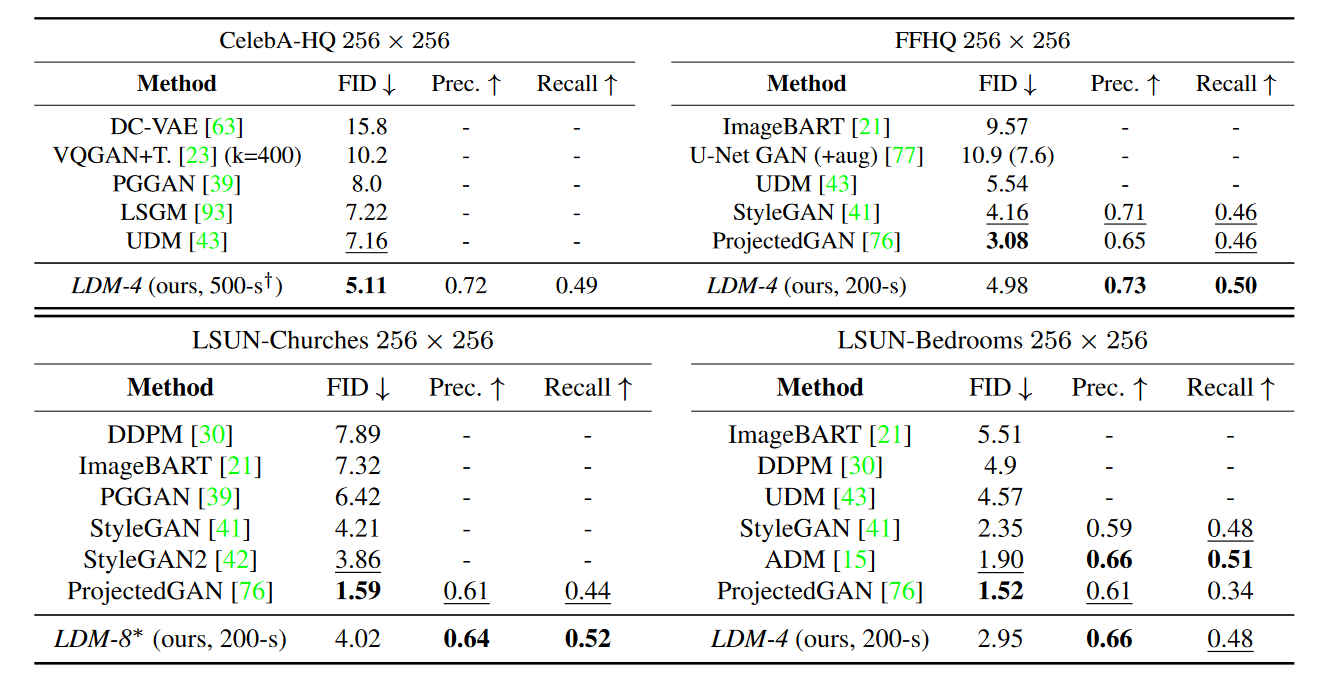 CelebA-HQ 256 × 256
Method FID ↓ Prec. ↑ Recall ↑
DC-VAE [63] 15.8 - -
VQGAN+T. [23] (k=400) 10.2 - -
PGGAN [39] 8.0 - -
LSGM [93] 7.22 - -
UDM [43] 7.16 - -
LDM-4 (ours, 500-s†) 5.11 0.72 0.49
FFHQ 256 × 256
Method FID ↓ Prec. ↑ Recall ↑
ImageBART [21] 9.57 - -
U-Net GAN (+aug) [77] 10.9 (7.6) - -
UDM [43] 5.54 - -
StyleGAN [41] 4.16 0.71 0.46
ProjectedGAN [76] 3.08 0.65 0.46
LDM-4 (ours, 200-s) 4.98 0.73 0.50
LSUN-Churches 256 × 256
Method FID ↓ Prec. ↑ Recall ↑
DDPM [30] 7.89 - -
ImageBART [21] 7.32 - -
PGGAN [39] 6.42 - -
StyleGAN [41] 4.21 - -
StyleGAN2 [42] 3.86 - -
ProjectedGAN [76] 1.59 0.61 0.44
LDM-8* (ours, 200-s) 4.02 0.64 0.52
LSUN-Bedrooms 256 × 256
Method FID ↓ Prec. ↑ Recall ↑
ImageBART [21] 5.51 - -
DDPM [30] 4.9 - -
UDM [43] 4.57 - -
StyleGAN [41] 2.35 0.59 0.48
ADM [15] 1.90 0.66 0.51
ProjectedGAN [76] 1.52 0.61 0.34
LDM-4 (ours, 200-s) 2.95 0.66 0.48